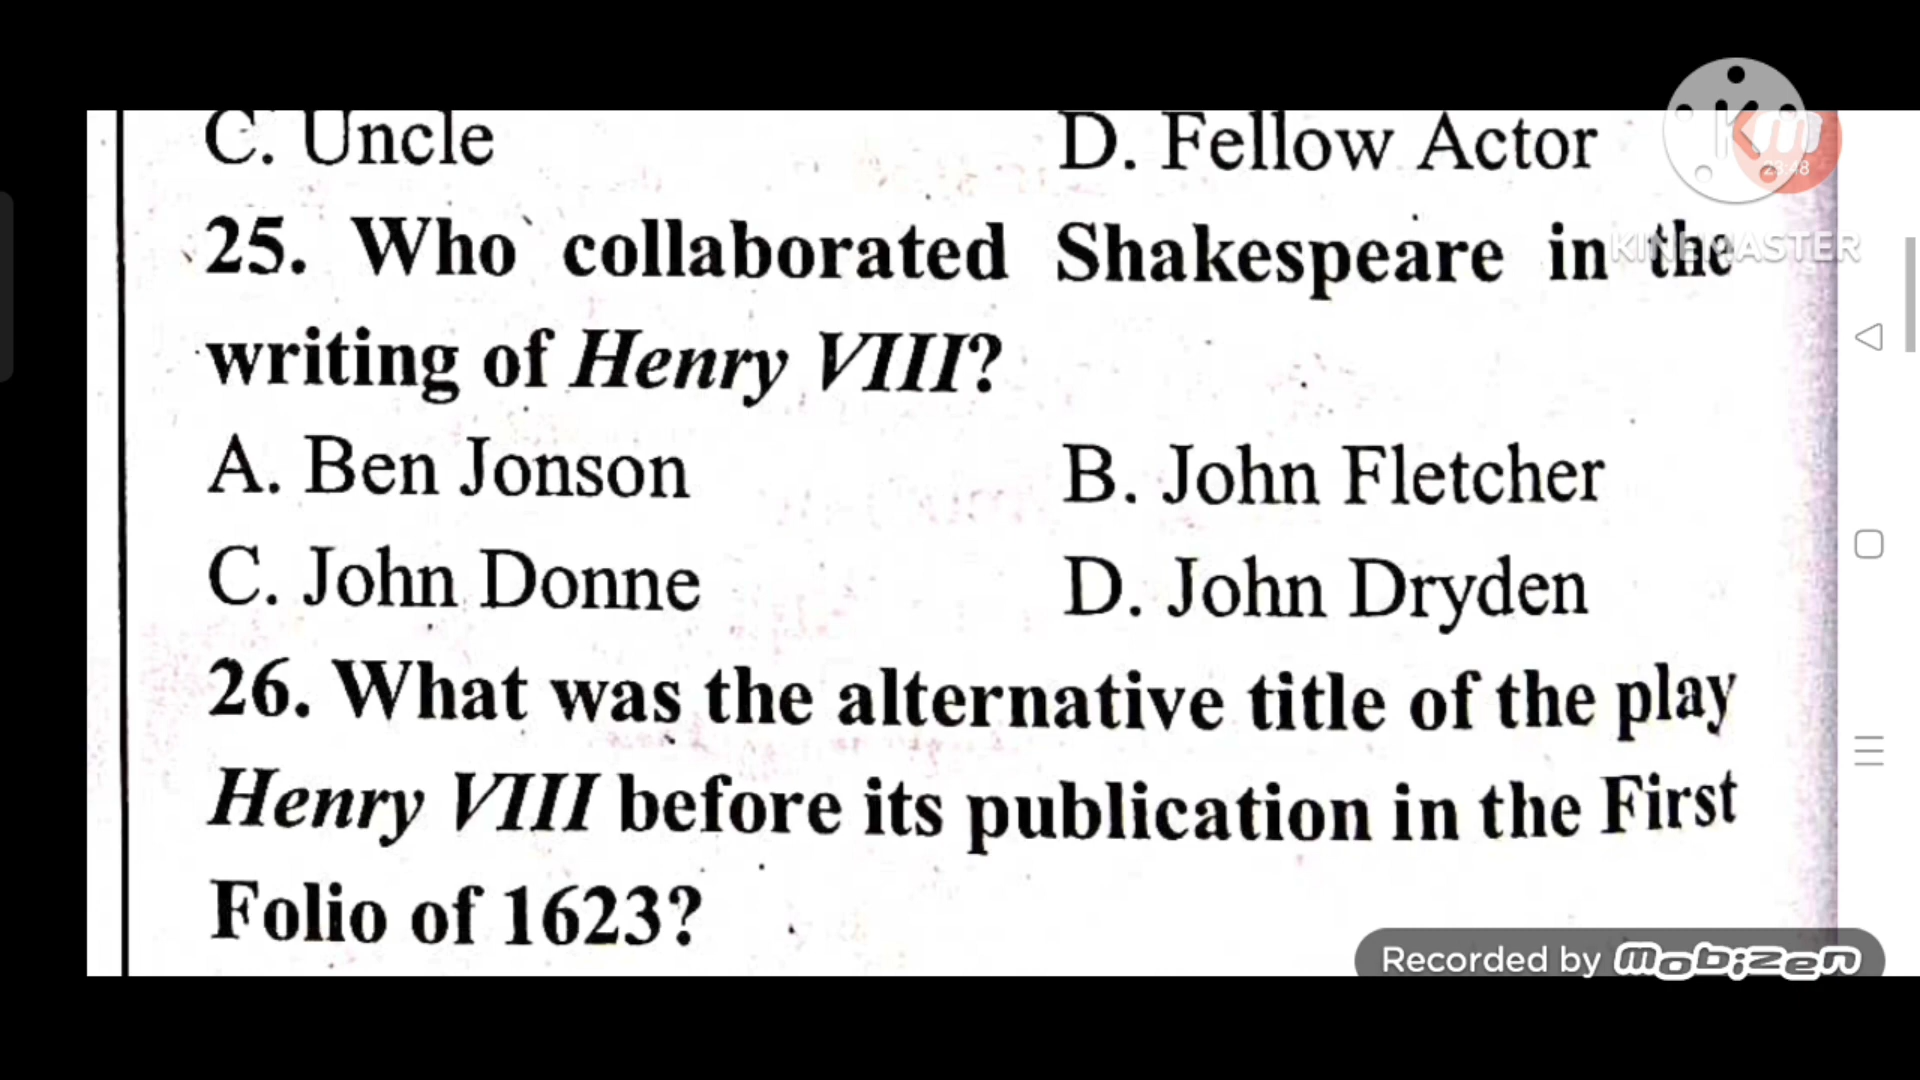 C. Uncle D. Fellow Actor
23:48
25. Who collaborated Shakespeare in the
KINEMASTER
writing of Henry VIII?
A. Ben Jonson B. John Fletcher
C. John Donne D. John Dryden
26. What was the alternative title of the play
Henry VIII before its publication in the First
Folio of 1623?
Recorded by mobizen